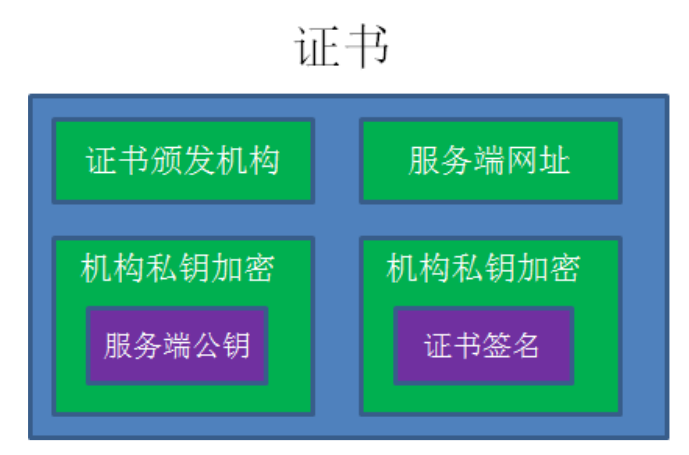 证书
证书颁发机构
服务端网址
机构私钥加密
服务端公钥
机构私钥加密
证书签名